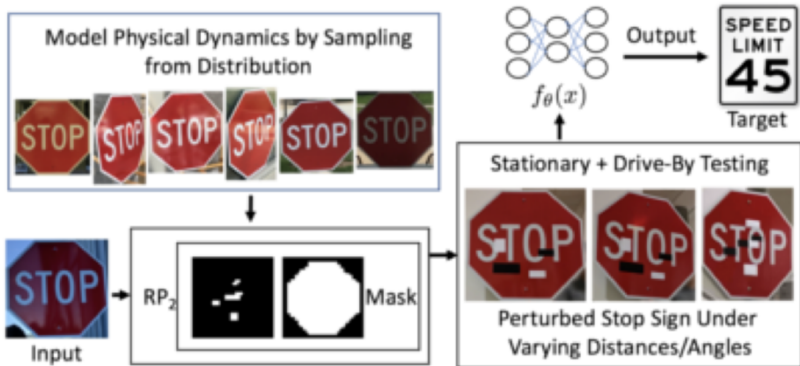 Model Physical Dynamics by Sampling
from Distribution
STOP STOP STOP STOP STOP STOP
Output
SPEED
LIMIT
45
fθ(x)
Target
Stationary + Drive-By Testing
STOP STOP STOP
STOP
RP2
Mask
Input
Perturbed Stop Sign Under
Varying Distances/Angles